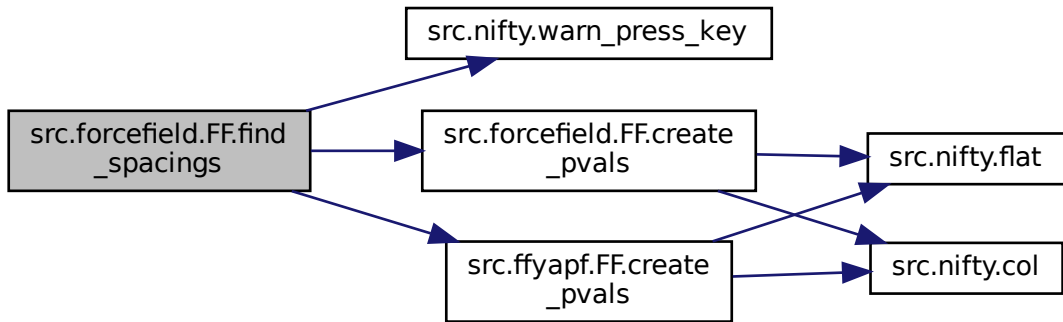 src.nifty.warn_press_key
src.forcefield.FF.find
_spacings
src.forcefield.FF.create
_pvals
src.nifty.flat
src.ffyapf.FF.create
_pvals
src.nifty.col